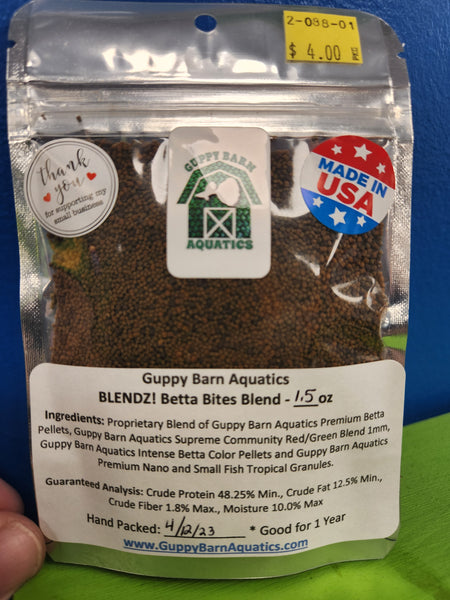 2-088-01
$ 4.00
thank
you
for supporting my
small business
GUPPY BARN
AQUATICS
MADE IN
USA
Guppy Barn Aquatics
BLENDZ! Betta Bites Blend - 1.5 oz
Ingredients: Proprietary Blend of Guppy Barn Aquatics Premium Betta
Pellets, Guppy Barn Aquatics Supreme Community Red/Green Blend 1mm,
Guppy Barn Aquatics Intense Betta Color Pellets and Guppy Barn Aquatics
Premium Nano and Small Fish Tropical Granules.
Guaranteed Analysis: Crude Protein 48.25% Min., Crude Fat 12.5% Min.,
Crude Fiber 1.8% Max., Moisture 10.0% Max
Hand Packed: 4/12/23 * Good for 1 Year
www.GuppyBarnAquatics.com